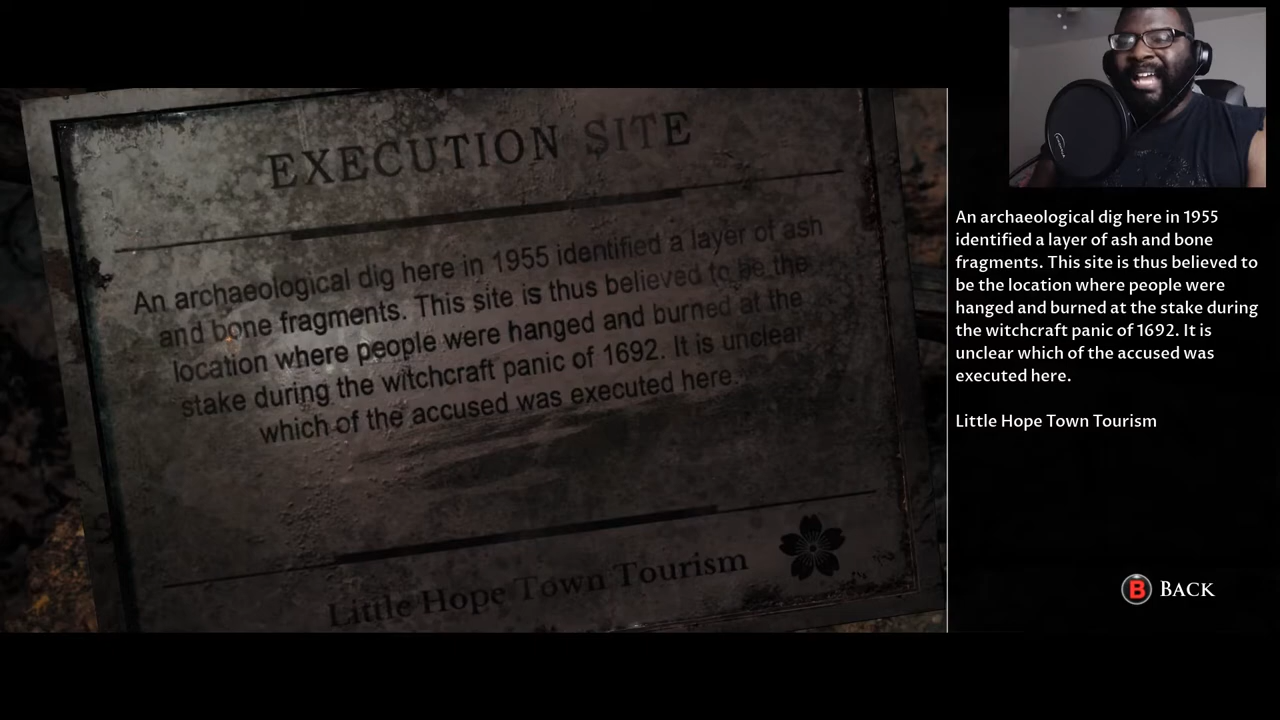 EXECUTION SITE
An archaeological dig here in 1955 identified a layer of ash
and bone fragments. This site is thus believed to be the
location where people were hanged and burned at the
stake during the witchcraft panic of 1692. It is unclear
which of the accused was executed here.
Little Hope Town Tourism
An archaeological dig here in 1955
identified a layer of ash and bone
fragments. This site is thus believed to
be the location where people were
hanged and burned at the stake during
the witchcraft panic of 1692. It is
unclear which of the accused was
executed here.
Little Hope Town Tourism
B BACK